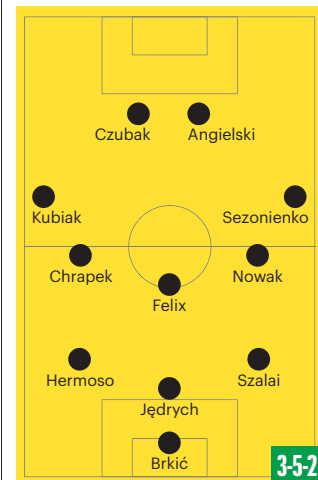 Czubak Angielski
Kubiak Sezonienko
Chrapek Nowak
Felix
Hermoso Szalai
Jędrych
Brkić
3-5-2